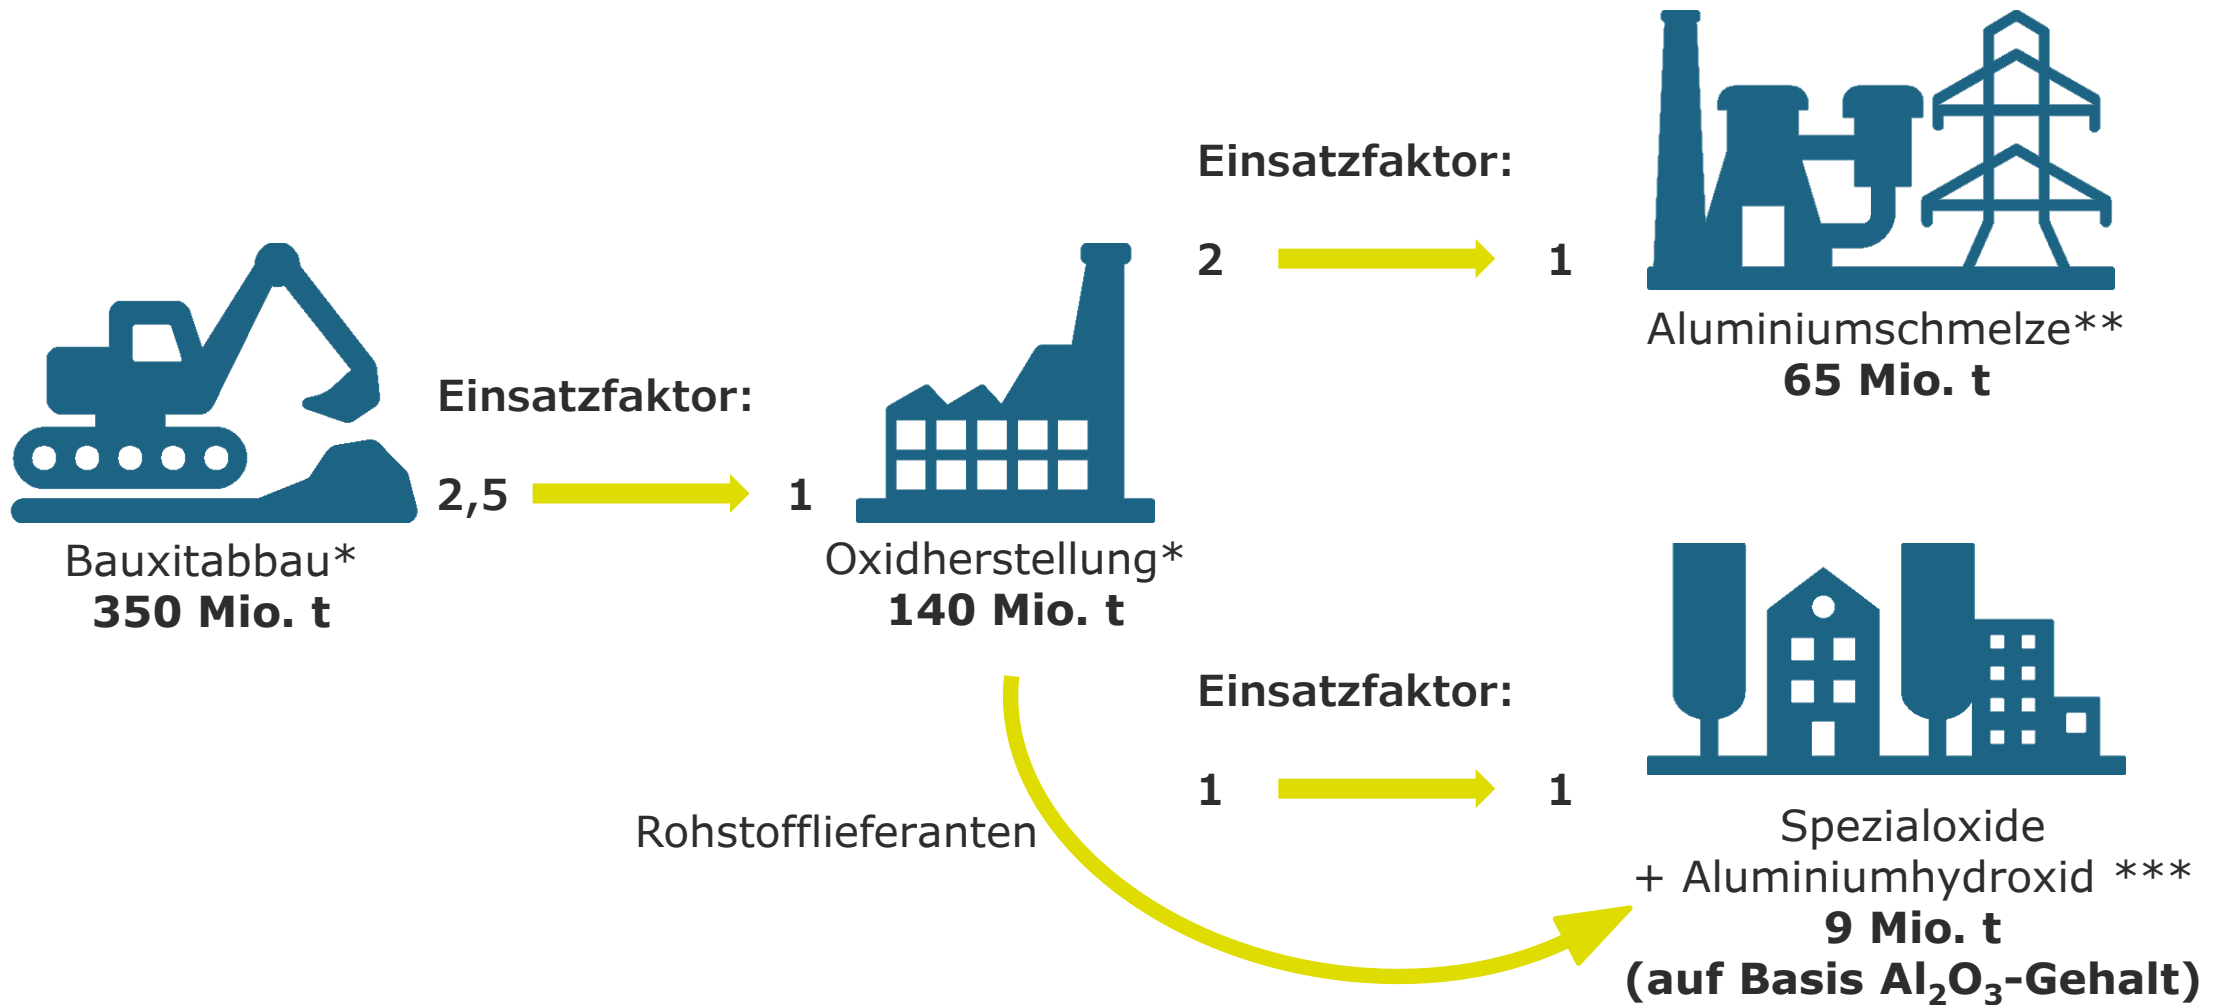 Einsatzfaktor:
2,5 1
Bauxitabbau*
350 Mio. t
Oxidherstellung*
140 Mio. t
Einsatzfaktor:
2 1
Aluminiumschmelze**
65 Mio. t
Rohstofflieferanten
Einsatzfaktor:
1 1
Spezialoxide
+ Aluminiumhydroxid ***
9 Mio. t
(auf Basis Al₂O₃-Gehalt)